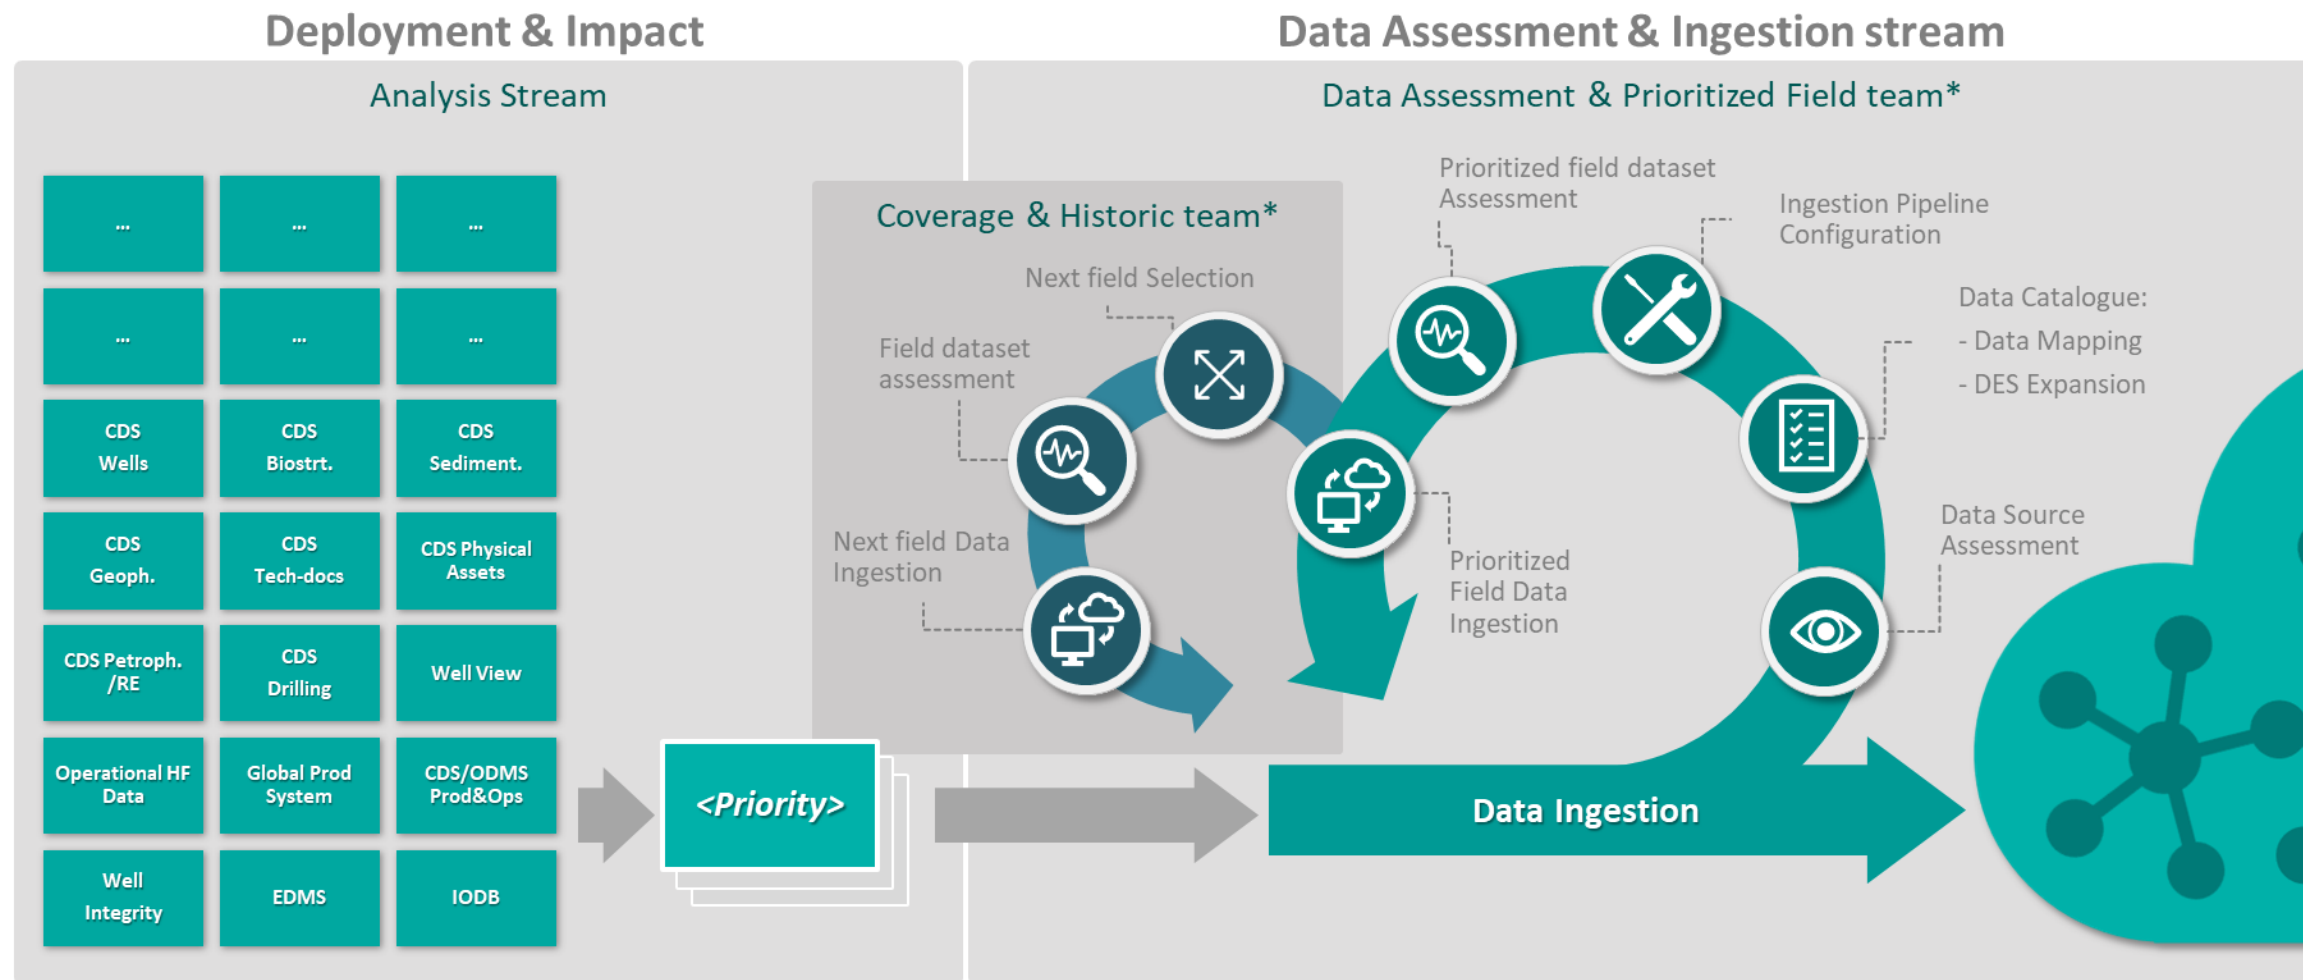 Deployment & Impact
Data Assessment & Ingestion stream
Analysis Stream
Data Assessment & Prioritized Field team*
...
...
...
...
...
...
CDS
Wells
CDS
Biostrt.
CDS
Sediment.
CDS
Geoph.
CDS
Tech-docs
CDS Physical
Assets
CDS Petroph.
/RE
CDS
Drilling
Well View
Operational HF
Data
Global Prod
System
CDS/ODMS
Prod&Ops
Well
Integrity
EDMS
IODB
<Priority>
Coverage & Historic team*
Next field Selection
Field dataset
assessment
Next field Data
Ingestion
Prioritized field dataset
Assessment
Ingestion Pipeline
Configuration
Data Catalogue:
- Data Mapping
- DES Expansion
Data Source
Assessment
Prioritized
Field Data
Ingestion
Data Ingestion